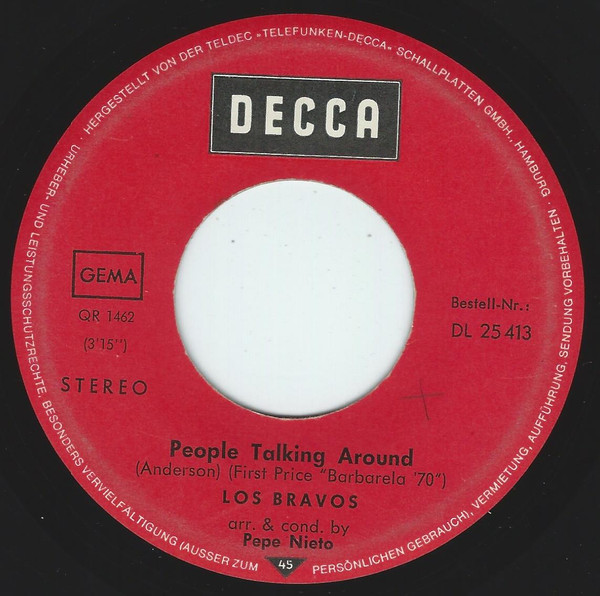 · HERGESTELLT VON DER TELDEC »TELEFUNKEN-DECCA« SCHALLPLATTEN GMBH., HAMBURG · ALLE URHEBER- UND LEISTUNGSSCHUTZRECHTE, BESONDERS VERVIELFÄLTIGUNG (AUSSER ZUM PERSÖNLICHEN GEBRAUCH), VERMIETUNG, AUFFÜHRUNG, SENDUNG VORBEHALTEN
DECCA
GEMA
QR 1462
(3'15'')
STEREO
Bestell-Nr.:
DL 25 413
People Talking Around
(Anderson) (First Price "Barbarela '70")
LOS BRAVOS
arr. & cond. by
Pepe Nieto
45